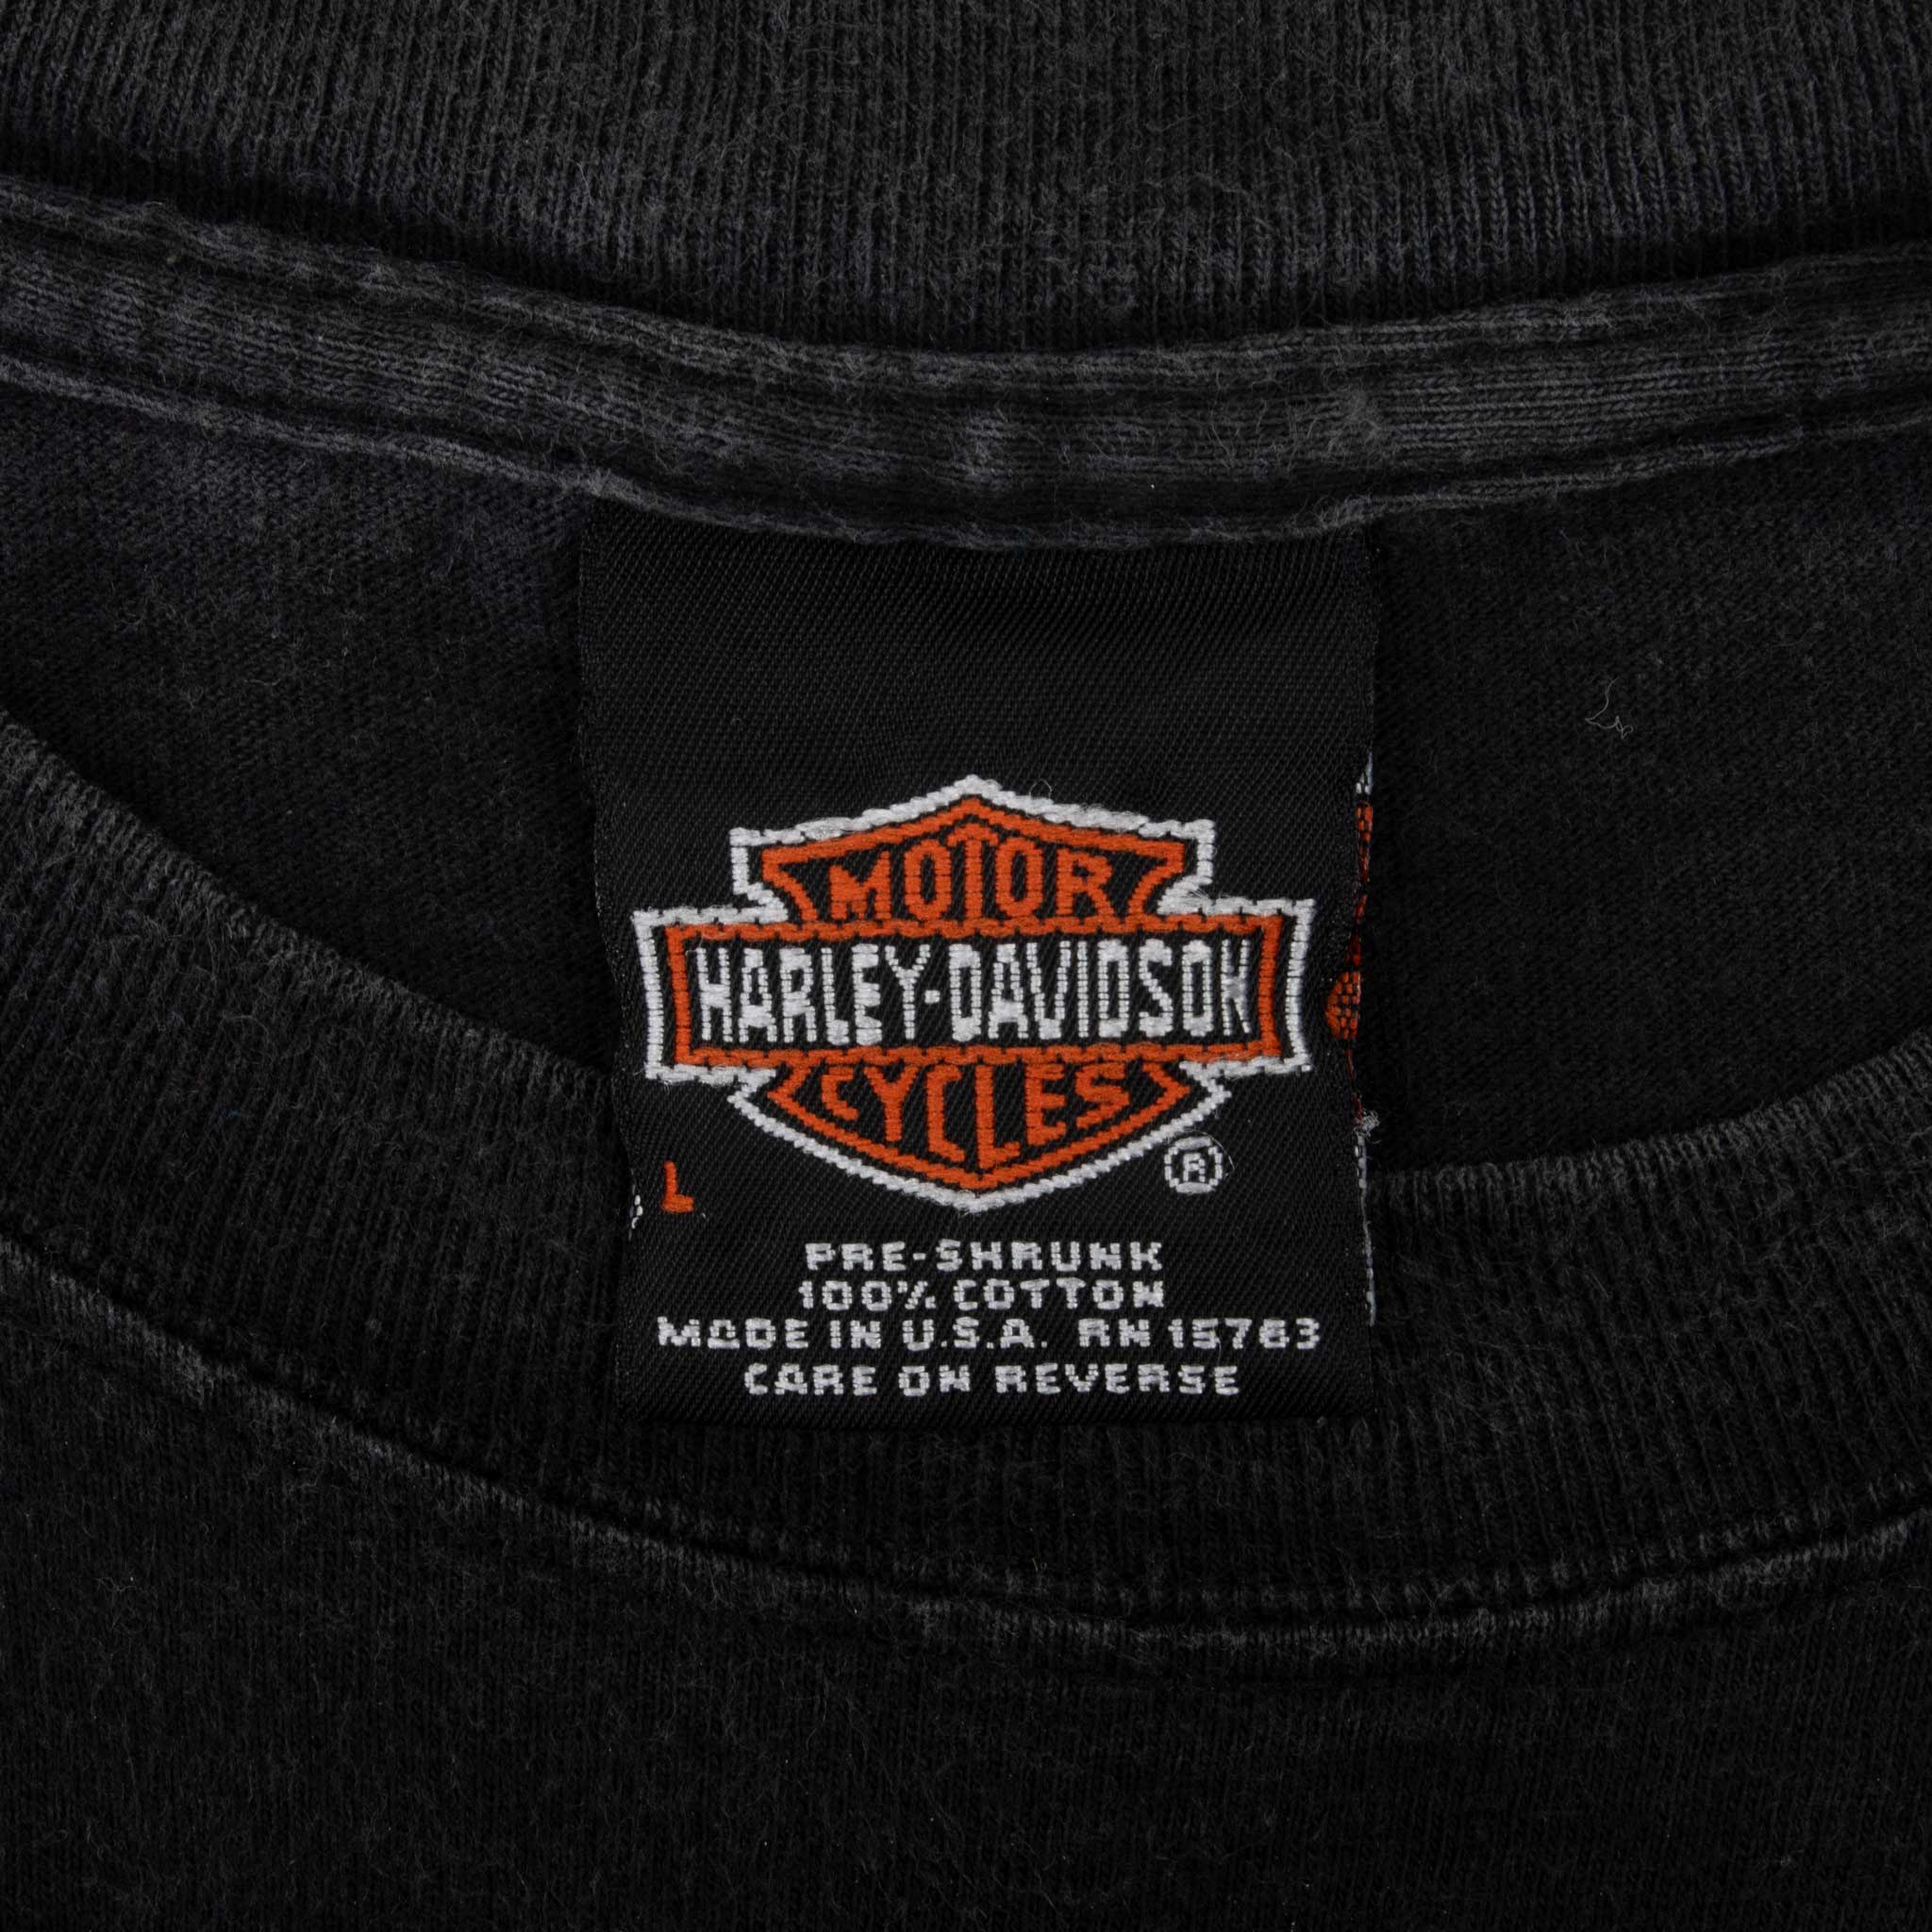 MOTOR
HARLEY-DAVIDSON
CYCLES
®
L
PRE-SHRUNK
100% COTTON
MADE IN U.S.A. RN 15763
CARE ON REVERSE